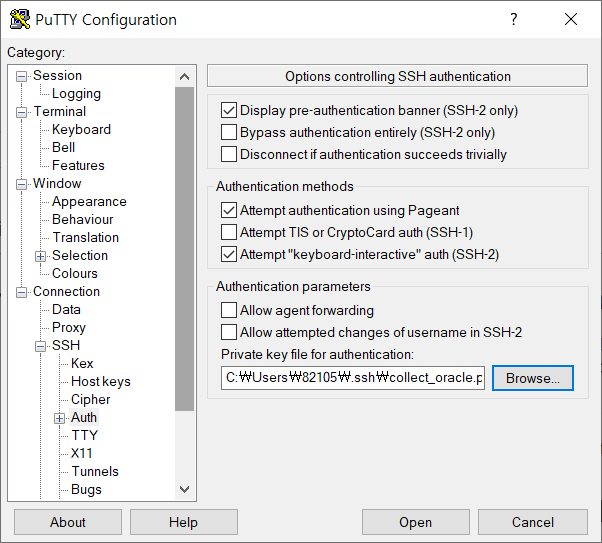 PuTTY Configuration
?
Category:
Session
Logging
Terminal
Keyboard
Bell
Features
Window
Appearance
Behaviour
Translation
Selection
Colours
Connection
Data
Proxy
SSH
Kex
Host keys
Cipher
Auth
TTY
X11
Tunnels
Bugs
Options controlling SSH authentication
Display pre-authentication banner (SSH-2 only)
Bypass authentication entirely (SSH-2 only)
Disconnect if authentication succeeds trivially
Authentication methods
Attempt authentication using Pageant
Attempt TIS or CryptoCard auth (SSH-1)
Attempt "keyboard-interactive" auth (SSH-2)
Authentication parameters
Allow agent forwarding
Allow attempted changes of username in SSH-2
Private key file for authentication:
C:₩Users₩82105₩.ssh₩collect_oracle.p Browse...
About Help Open Cancel